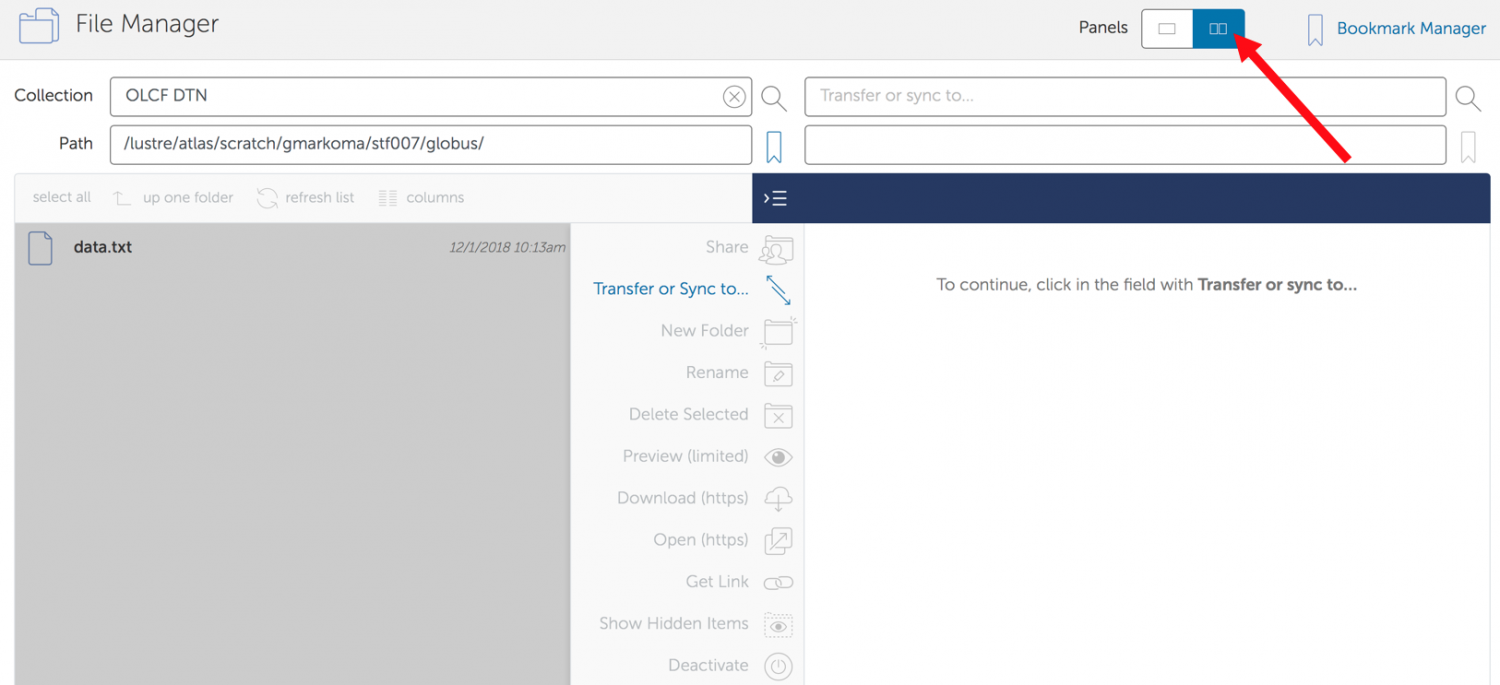 File Manager
Panels
Bookmark Manager
Collection
OLCF DTN
Transfer or sync to...
Path
/lustre/atlas/scratch/gmarkoma/stf007/globus/
select all
up one folder
refresh list
columns
data.txt
12/1/2018 10:13am
Share
Transfer or Sync to...
New Folder
Rename
Delete Selected
Preview (limited)
Download (https)
Open (https)
Get Link
Show Hidden Items
Deactivate
To continue, click in the field with Transfer or sync to...